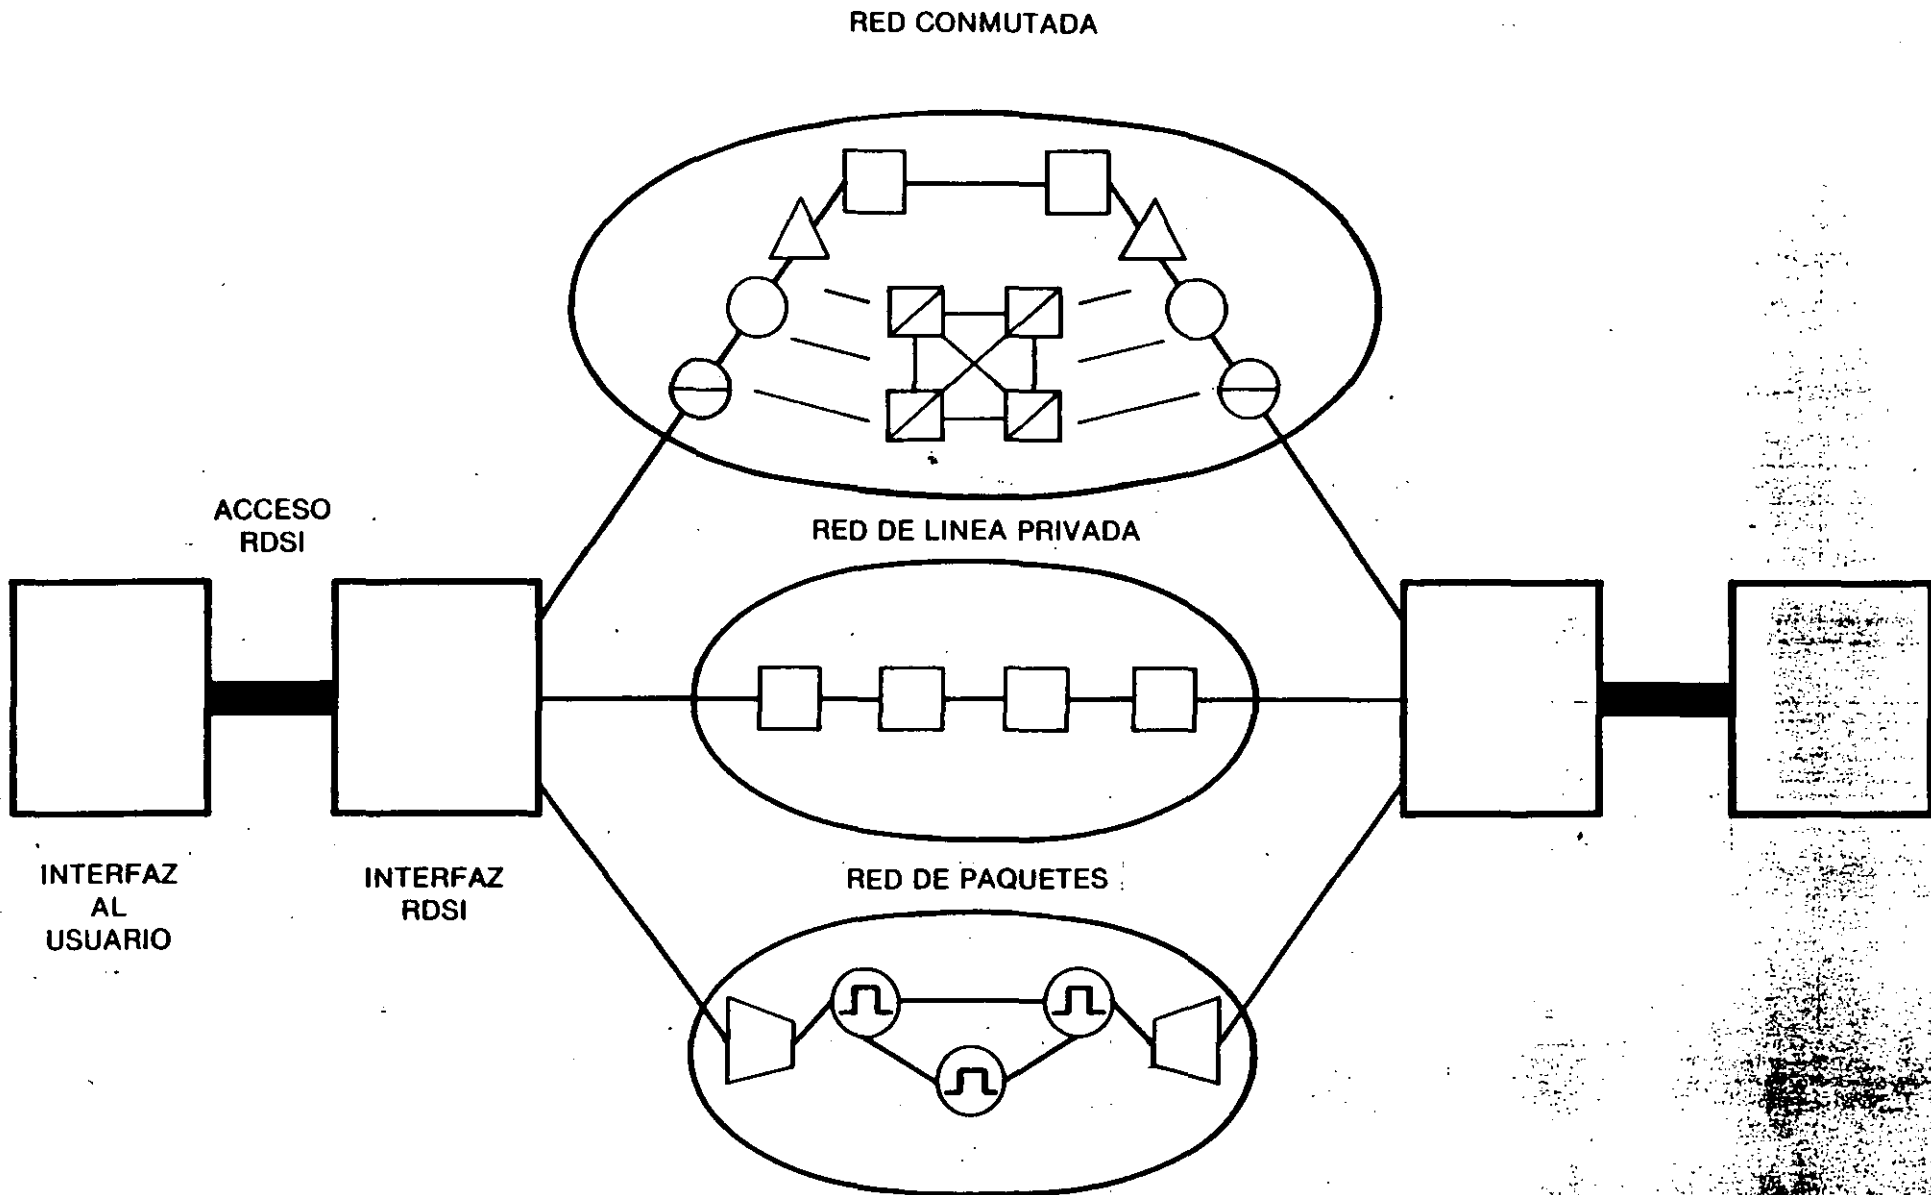 RED CONMUTADA
ACCESO
RDSI
RED DE LINEA PRIVADA
INTERFAZ
AL
USUARIO
INTERFAZ
RDSI
RED DE PAQUETES